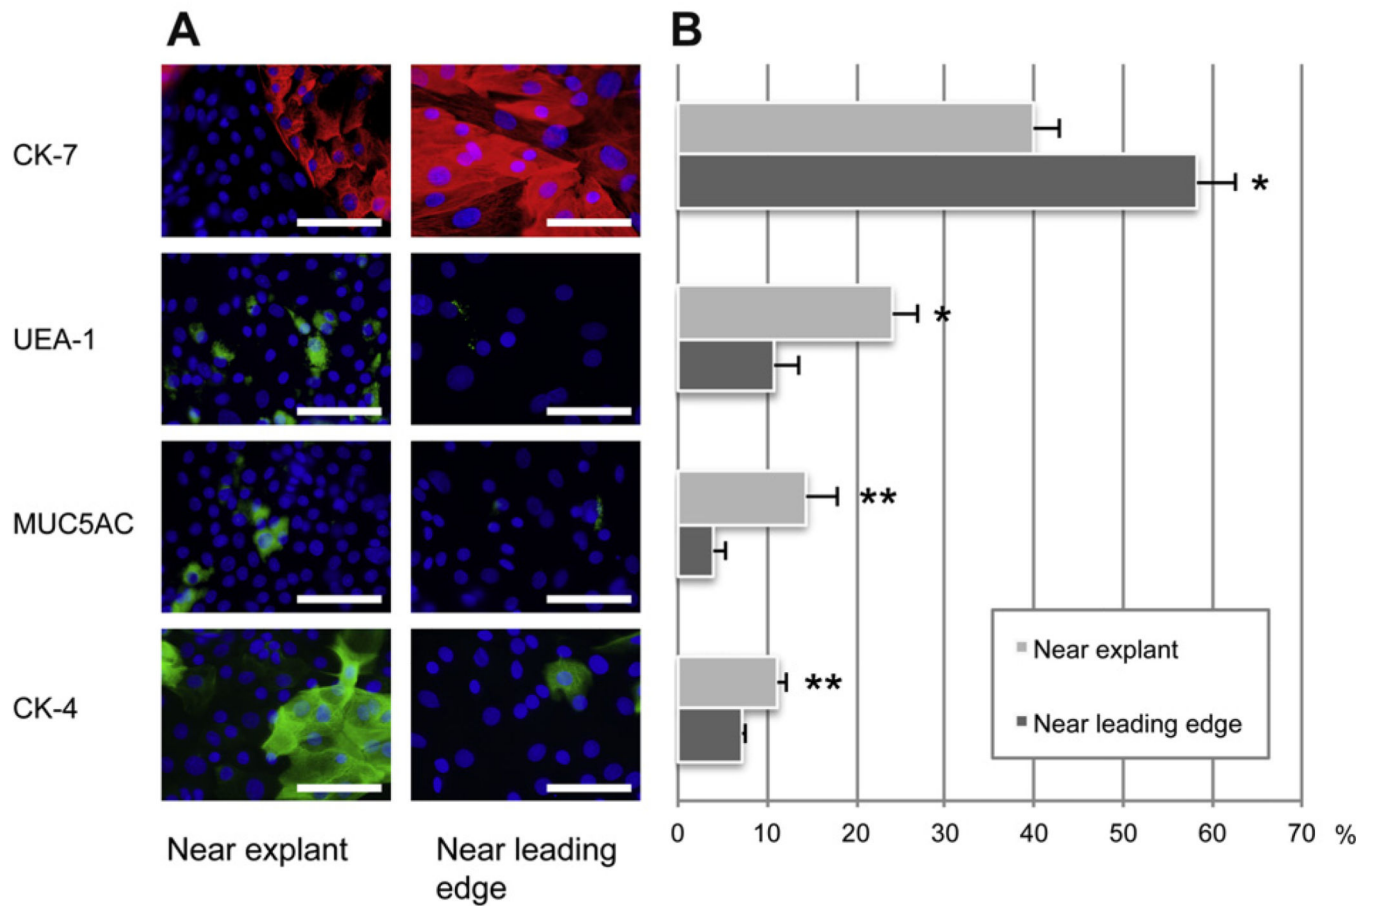 A
B
CK-7
*
UEA-1
*
MUC5AC
**
CK-4
**
Near explant
Near leading edge
0 10 20 30 40 50 60 70 %
Near explant
Near leading
edge